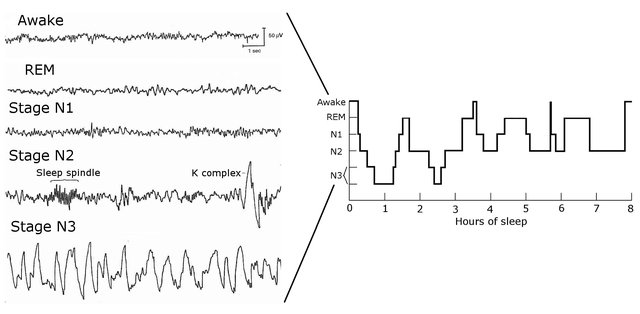 Awake
50 µV
1 sec
REM
Stage N1
Stage N2
Sleep spindle
K complex
Stage N3
Awake
REM
N1
N2
N3
0 1 2 3 4 5 6 7 8
Hours of sleep